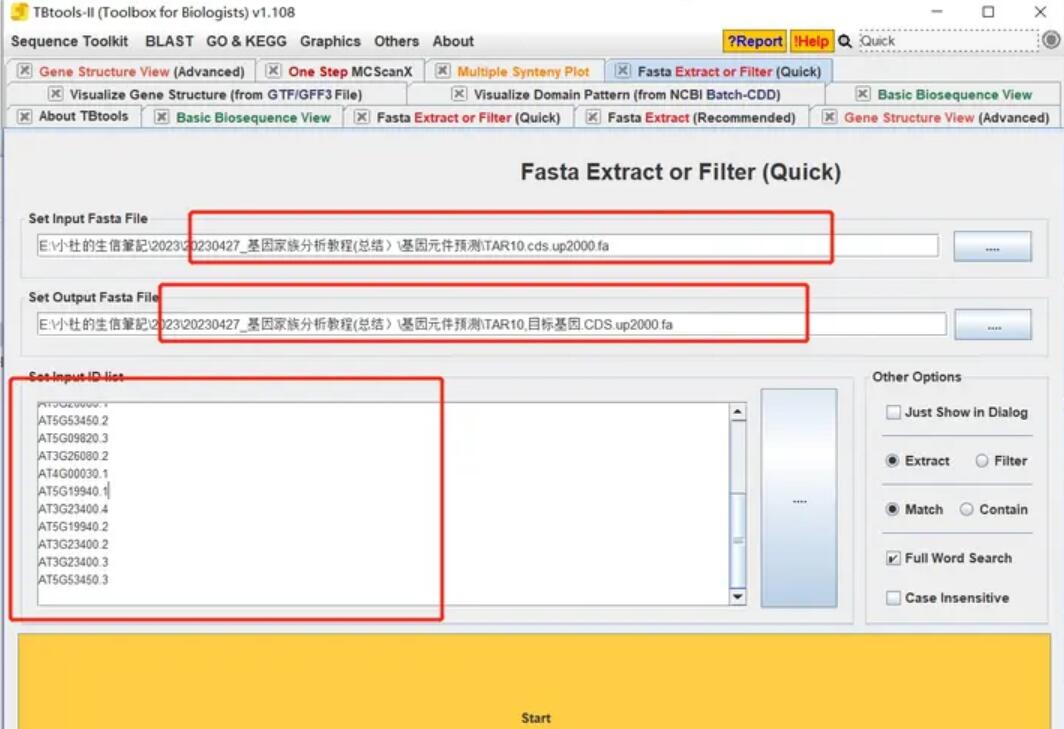 TBtools-II (Toolbox for Biologists) v1.108
Sequence Toolkit BLAST GO & KEGG Graphics Others About ?Report !Help Quick
Gene Structure View (Advanced) One Step MCScanX Multiple Synteny Plot Fasta Extract or Filter (Quick)
Visualize Gene Structure (from GTF/GFF3 File) Visualize Domain Pattern (from NCBI Batch-CDD) Basic Biosequence View
About TBtools Basic Biosequence View Fasta Extract or Filter (Quick) Fasta Extract (Recommended) Gene Structure View (Advanced)
Fasta Extract or Filter (Quick)
Set Input Fasta File
E:\小杜的生信筆記\2023\20230427_基因家族分析教程(总结）\基因元件預測\TAR10.cds.up2000.fa
....
Set Output Fasta File
E:\小杜的生信筆記\2023\20230427_基因家族分析教程(总结）\基因元件預測\TAR10,目标基因.CDS.up2000.fa
....
Set Input ID list
AT5G53450.2
AT5G09820.3
AT3G26080.2
AT4G00030.1
AT5G19940.1
AT3G23400.4
AT5G19940.2
AT3G23400.2
AT3G23400.3
AT5G53450.3
....
Other Options
Just Show in Dialog
Extract Filter
Match Contain
Full Word Search
Case Insensitive
Start